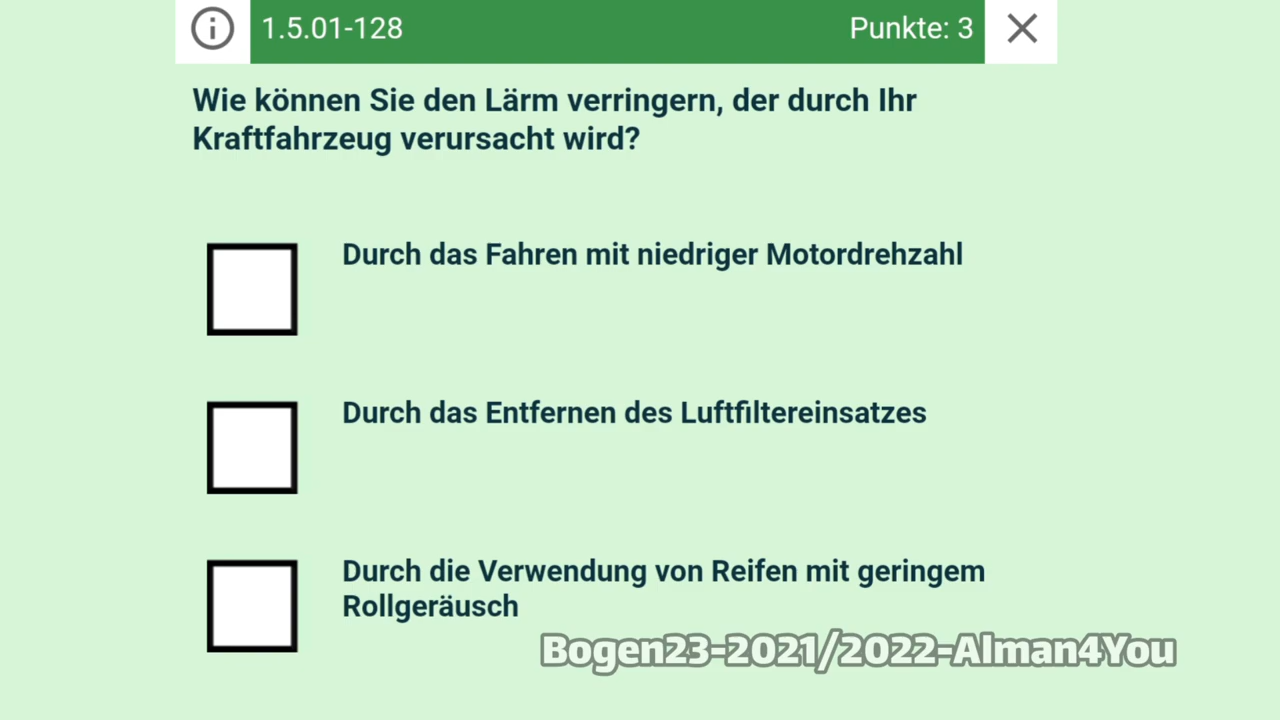 1.5.01-128 Punkte: 3
Wie können Sie den Lärm verringern, der durch Ihr
Kraftfahrzeug verursacht wird?
Durch das Fahren mit niedriger Motordrehzahl
Durch das Entfernen des Luftfiltereinsatzes
Durch die Verwendung von Reifen mit geringem
Rollgeräusch
Bogen23-2021/2022-Alman4You